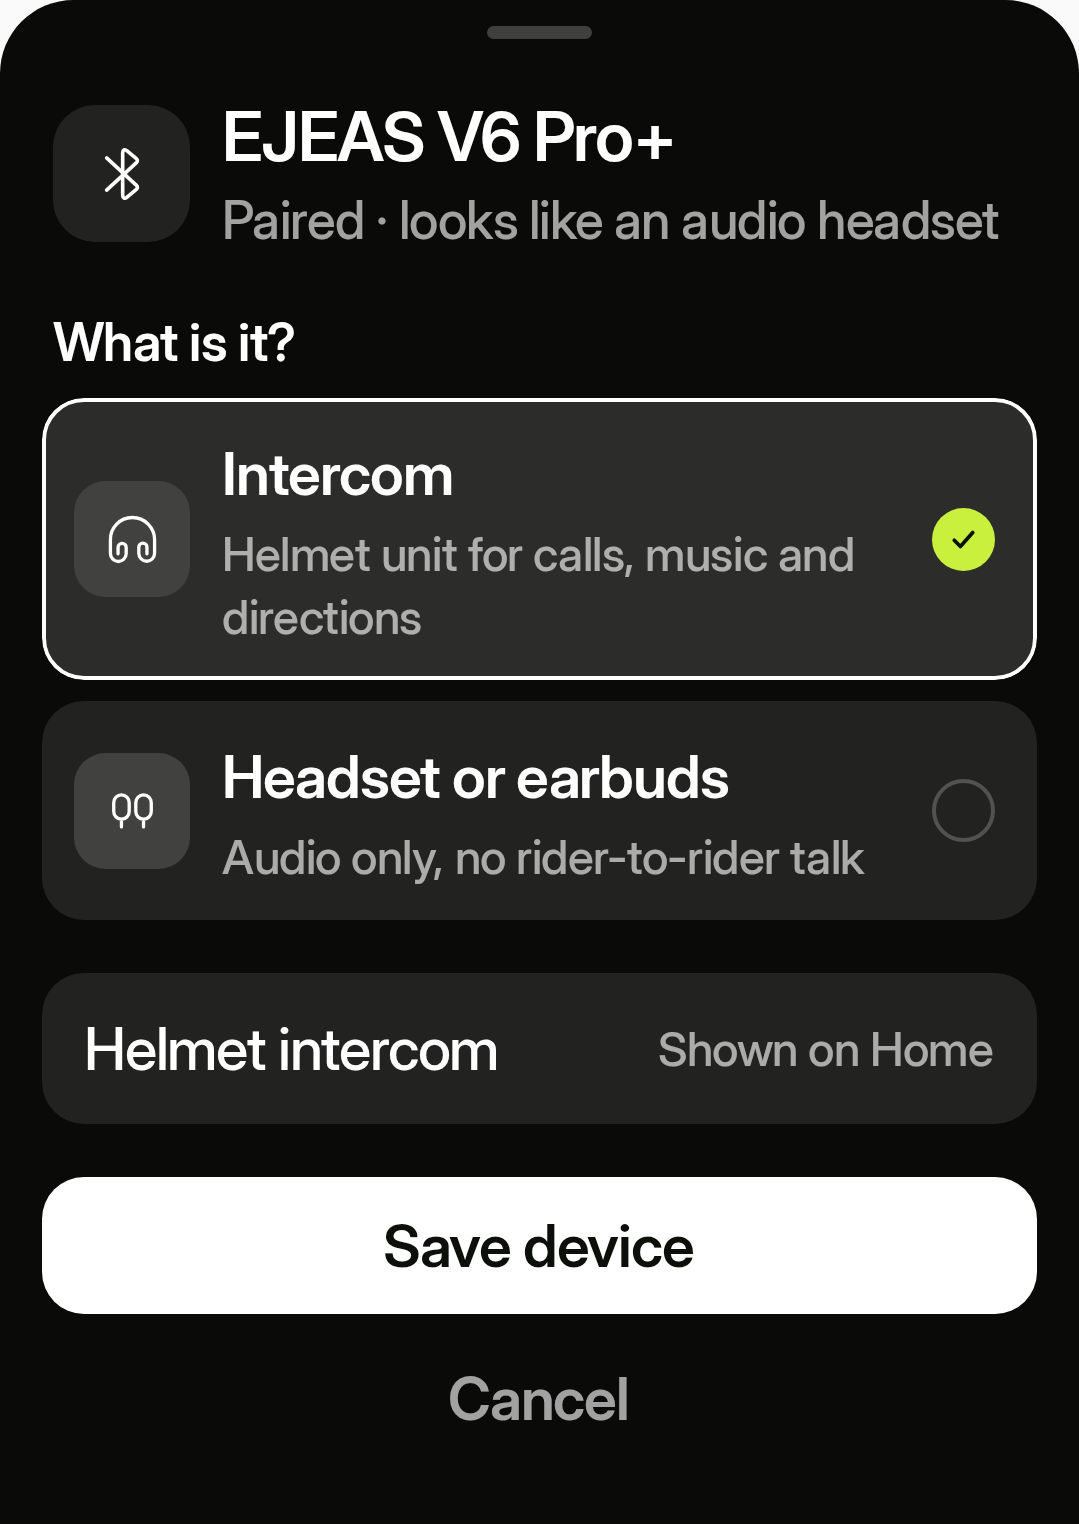 EJEAS V6 Pro+
Paired · looks like an audio headset
What is it?
Intercom
Helmet unit for calls, music and
directions
Headset or earbuds
Audio only, no rider-to-rider talk
Helmet intercom
Shown on Home
Save device
Cancel